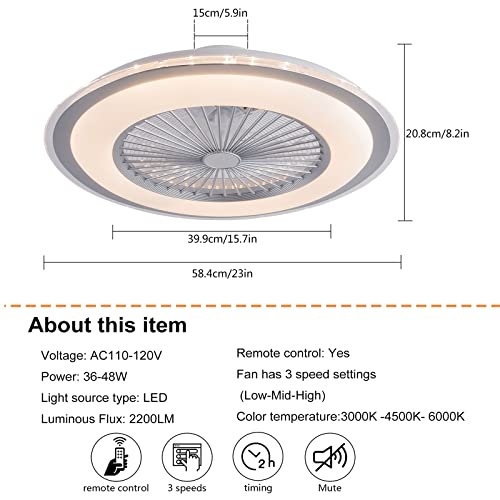 15cm/5.9in
20.8cm/8.2in
39.9cm/15.7in
58.4cm/23in
About this item
Voltage: AC110-120V
Power: 36-48W
Light source type: LED
Luminous Flux: 2200LM
Remote control: Yes
Fan has 3 speed settings
(Low-Mid-High)
Color temperature:3000K -4500K- 6000K
2h
remote control
3 speeds
timing
Mute